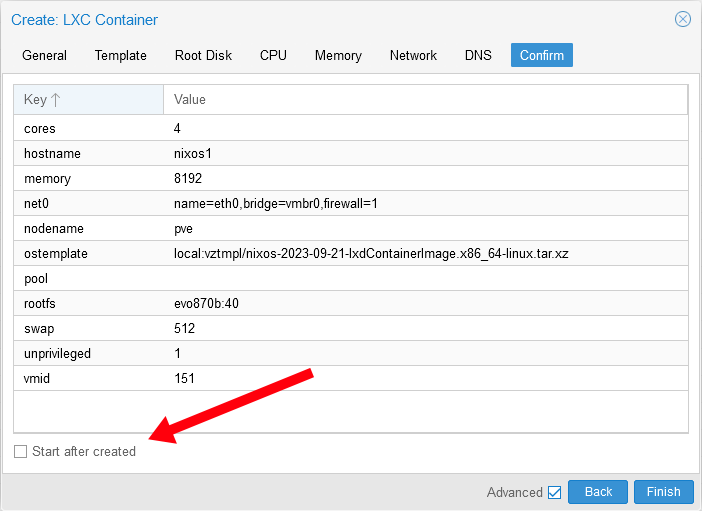 Create: LXC Container
General Template Root Disk CPU Memory Network DNS Confirm
Key Value
cores 4
hostname nixos1
memory 8192
net0 name=eth0,bridge=vmbr0,firewall=1
nodename pve
ostemplate local:vztmpl/nixos-2023-09-21-lxdContainerImage.x86_64-linux.tar.xz
pool
rootfs evo870b:40
swap 512
unprivileged 1
vmid 151
Start after created
Advanced Back Finish